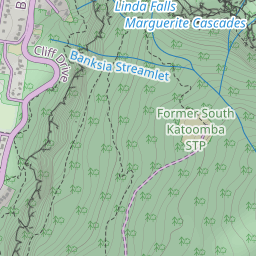 Linda Falls
Marguerite Cascades
B
Cliff Drive
Banksia Streamlet
Former South
Katoomba
STP